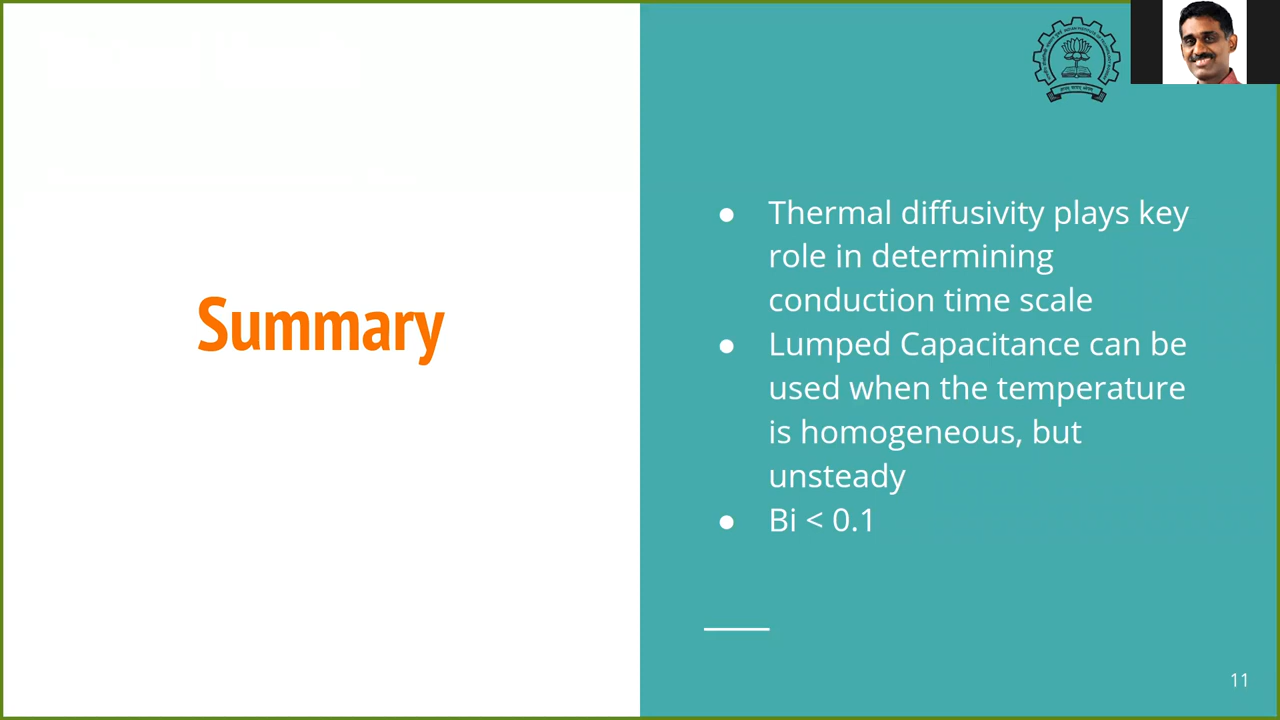 Summary
● Thermal diffusivity plays key
role in determining
conduction time scale
● Lumped Capacitance can be
used when the temperature
is homogeneous, but
unsteady
● Bi < 0.1
11